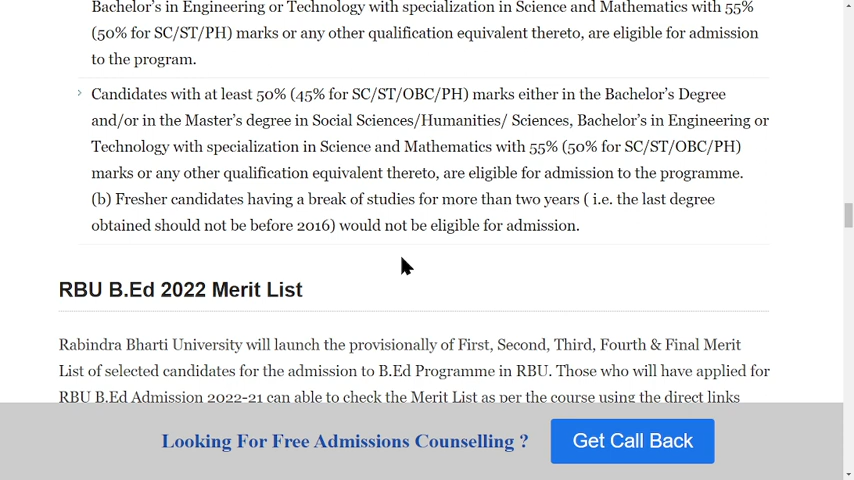 Bachelor's in Engineering or Technology with specialization in Science and Mathematics with 55%
(50% for SC/ST/PH) marks or any other qualification equivalent thereto, are eligible for admission
to the program.
Candidates with at least 50% (45% for SC/ST/OBC/PH) marks either in the Bachelor's Degree
and/or in the Master's degree in Social Sciences/Humanities/ Sciences, Bachelor's in Engineering or
Technology with specialization in Science and Mathematics with 55% (50% for SC/ST/OBC/PH)
marks or any other qualification equivalent thereto, are eligible for admission to the programme.
(b) Fresher candidates having a break of studies for more than two years ( i.e. the last degree
obtained should not be before 2016) would not be eligible for admission.
RBU B.Ed 2022 Merit List
Rabindra Bharti University will launch the provisionally of First, Second, Third, Fourth & Final Merit
List of selected candidates for the admission to B.Ed Programme in RBU. Those who will have applied for
RBU B.Ed Admission 2022-21 can able to check the Merit List as per the course using the direct links
Looking For Free Admissions Counselling ?
Get Call Back